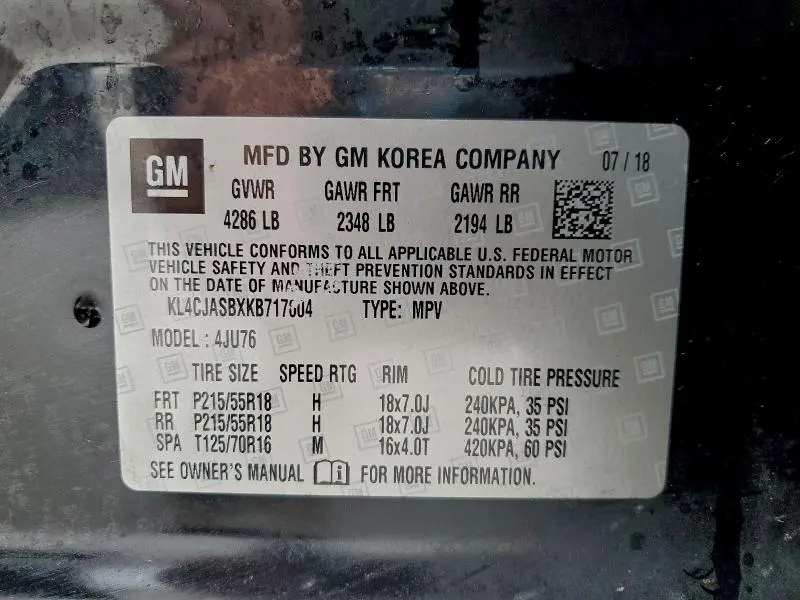 GM
MFD BY GM KOREA COMPANY 07 / 18
GVWR GAWR FRT GAWR RR
4286 LB 2348 LB 2194 LB
THIS VEHICLE CONFORMS TO ALL APPLICABLE U.S. FEDERAL MOTOR
VEHICLE SAFETY AND THEFT PREVENTION STANDARDS IN EFFECT
ON THE DATE OF MANUFACTURE SHOWN ABOVE.
TYPE: MPV
MODEL : 4JU76
TIRE SIZE SPEED RTG RIM COLD TIRE PRESSURE
FRT P215/55R18 H 18x7.0J 240KPA, 35 PSI
RR P215/55R18 H 18x7.0J 240KPA, 35 PSI
SPA T125/70R16 M 16x4.0T 420KPA, 60 PSI
SEE OWNER'S MANUAL FOR MORE INFORMATION.